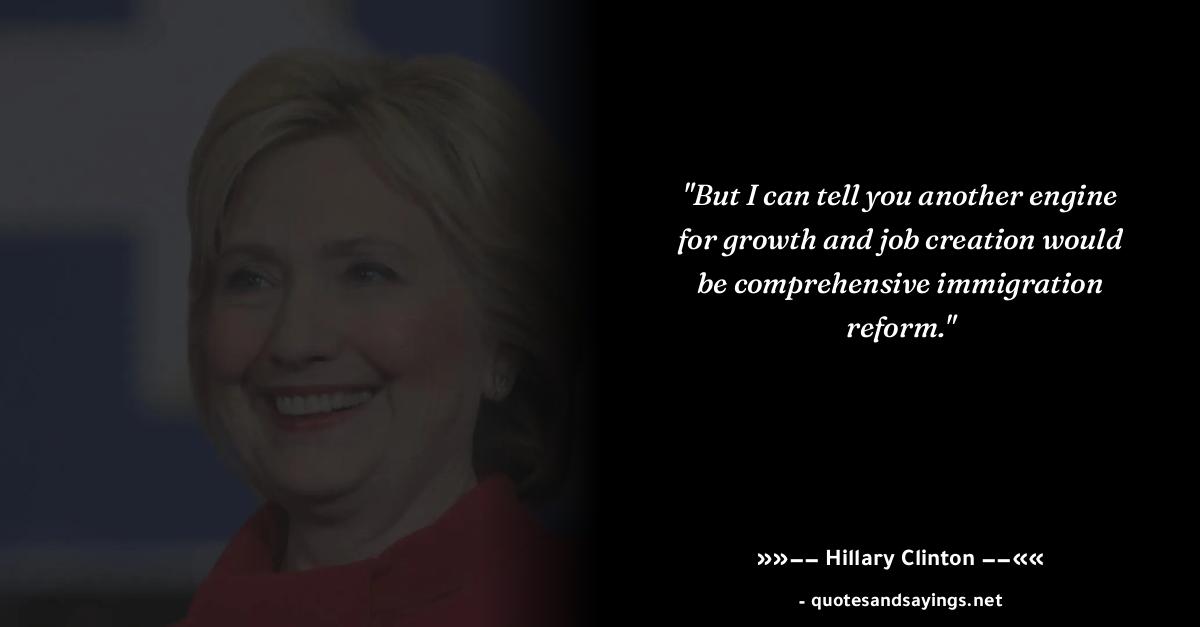 "But I can tell you another engine
for growth and job creation would
be comprehensive immigration
reform."
»»–– Hillary Clinton ––««
- quotesandsayings.net